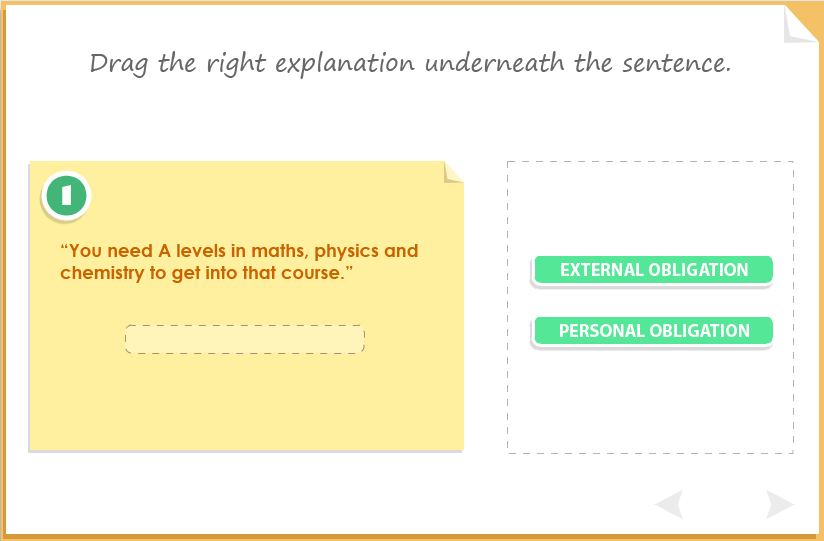 Drag the right explanation underneath the sentence.
1
“You need A levels in maths, physics and
chemistry to get into that course.”
EXTERNAL OBLIGATION
PERSONAL OBLIGATION